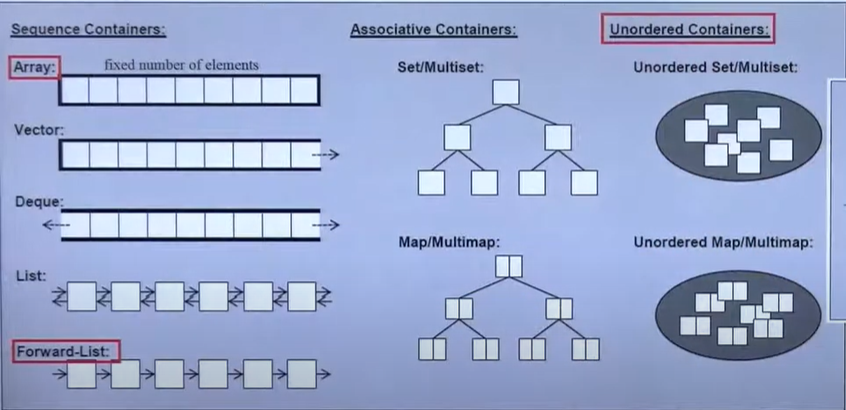 Sequence Containers:
Array:
fixed number of elements
Vector:
Deque:
List:
Forward-List:
Associative Containers:
Set/Multiset:
Map/Multimap:
Unordered Containers:
Unordered Set/Multiset:
Unordered Map/Multimap: